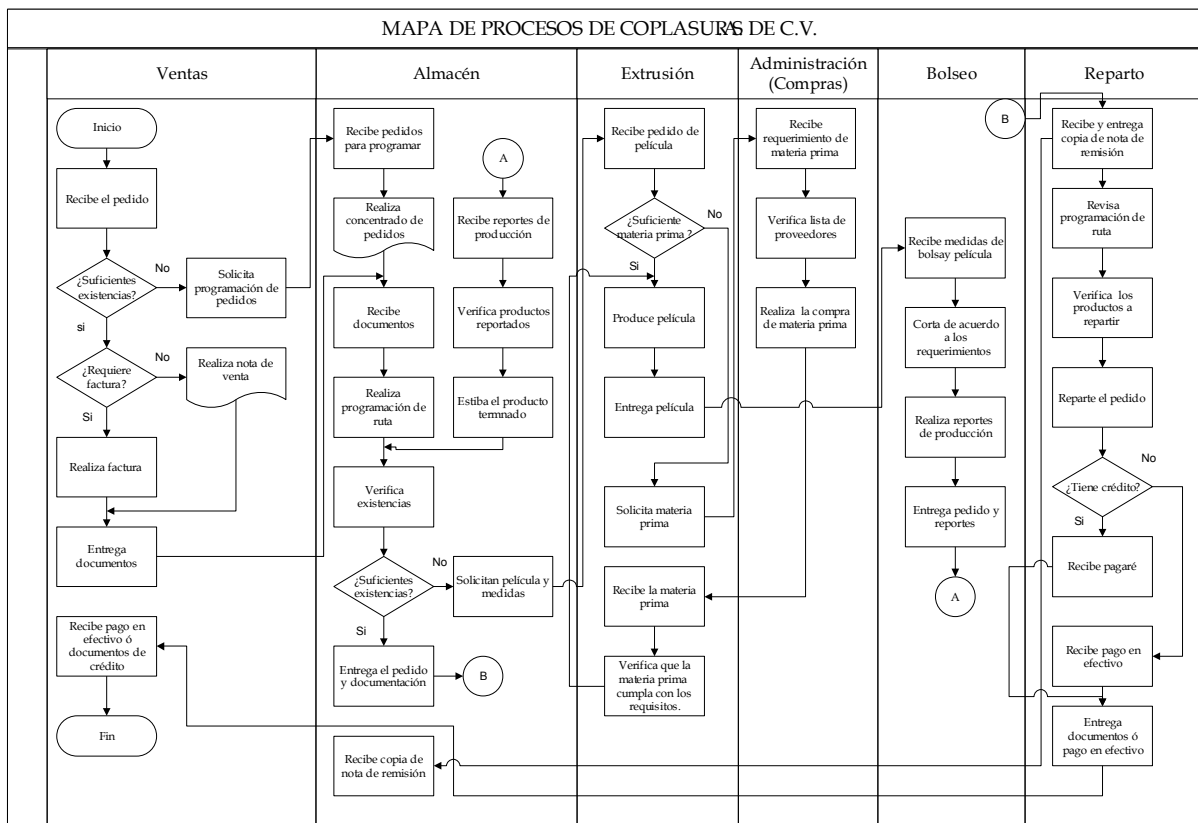 MAPA DE PROCESOS DE COPLASUR S.A. DE C.V.
Ventas
Almacén
Extrusión
Administración
(Compras)
Bolseo
Reparto
Inicio
Recibe el pedido
¿Suficientes
existencias?
No
Solicita
programación de
pedidos
si
¿Requiere
factura?
No
Realiza nota de
venta
Si
Realiza factura
Entrega
documentos
Recibe pago en
efectivo ó
documentos de
crédito
Fin
Recibe pedidos
para programar
Realiza
concentrado de
pedidos
Recibe
documentos
Realiza
programación de
ruta
Verifica
existencias
¿Suficientes
existencias?
No
Solicitan película y
medidas
Si
Entrega el pedido
y documentación
B
Recibe copia de
nota de remisión
A
Recibe reportes de
producción
Verifica productos
reportados
Estiba el producto
termnado
Recibe pedido de
película
¿Suficiente
materia prima ?
No
Si
Produce película
Entrega película
Solicita materia
prima
Recibe la materia
prima
Verifica que la
materia prima
cumpla con los
requisitos.
Recibe
requerimiento de
materia prima
Verifica lista de
proveedores
Realiza la compra
de materia prima
Recibe medidas de
bolsay película
Corta de acuerdo
a los
requerimientos
Realiza reportes
de producción
Entrega pedido y
reportes
A
B
Recibe y entrega
copia de nota de
remisión
Revisa
programación de
ruta
Verifica los
productos a
repartir
Reparte el pedido
¿Tiene crédito?
No
Si
Recibe pagaré
Recibe pago en
efectivo
Entrega
documentos ó
pago en efectivo